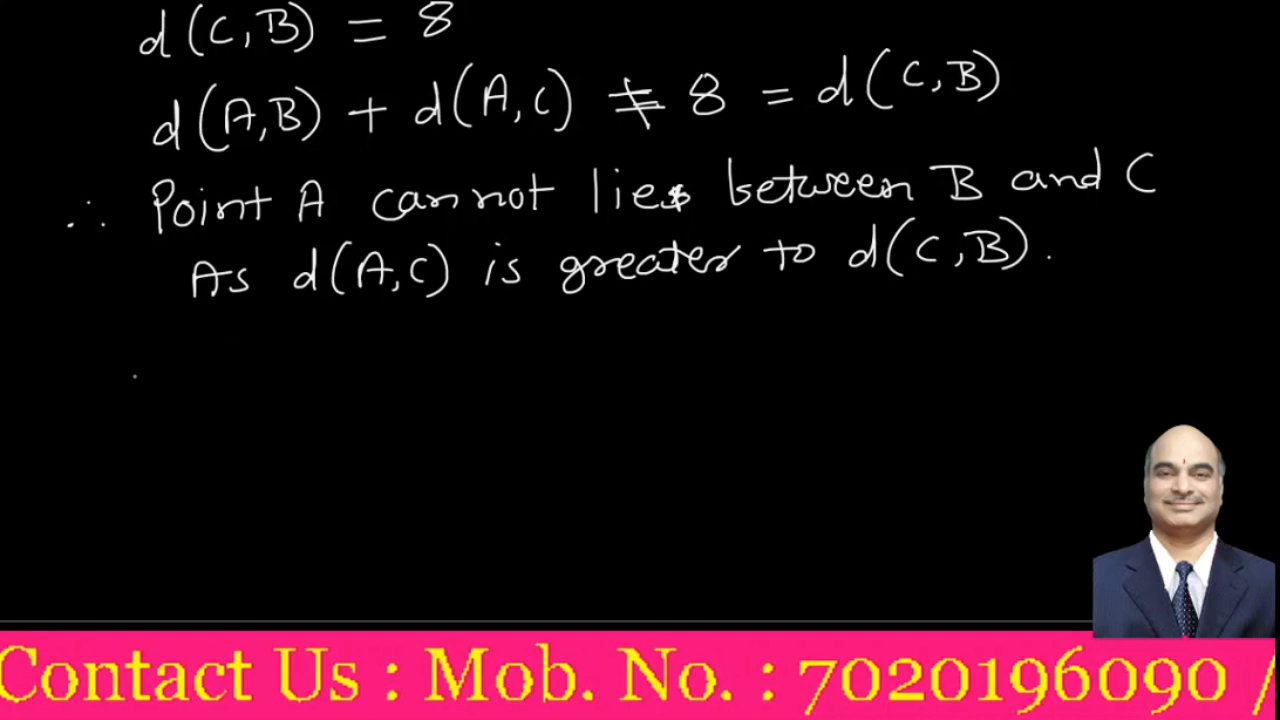 d(C,B) = 8
d(A,B) + d(A,C) ≠ 8 = d(C,B)
∴ Point A cannot lies between B and C
As d(A,C) is greater to d(C,B).
Contact Us : Mob. No. : 7020196090 /